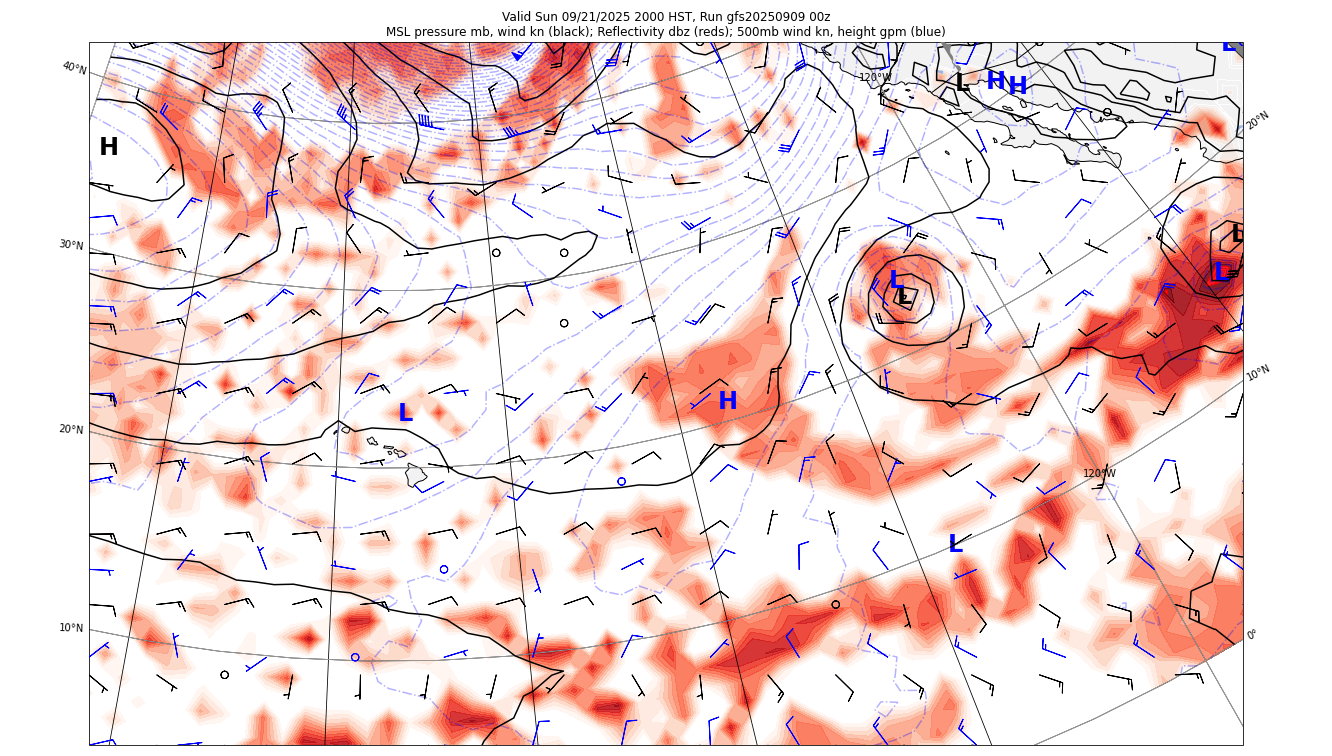 Valid Sun 09/21/2025 2000 HST, Run gfs20250909 00z
MSL pressure mb, wind kn (black); Reflectivity dbz (reds); 500mb wind kn, height gpm (blue)
L
40°N
120°W
L
H
H
20°N
H
30°N
L
L
L
L
10°N
H
L
20°N
120°W
L
10°N
0°